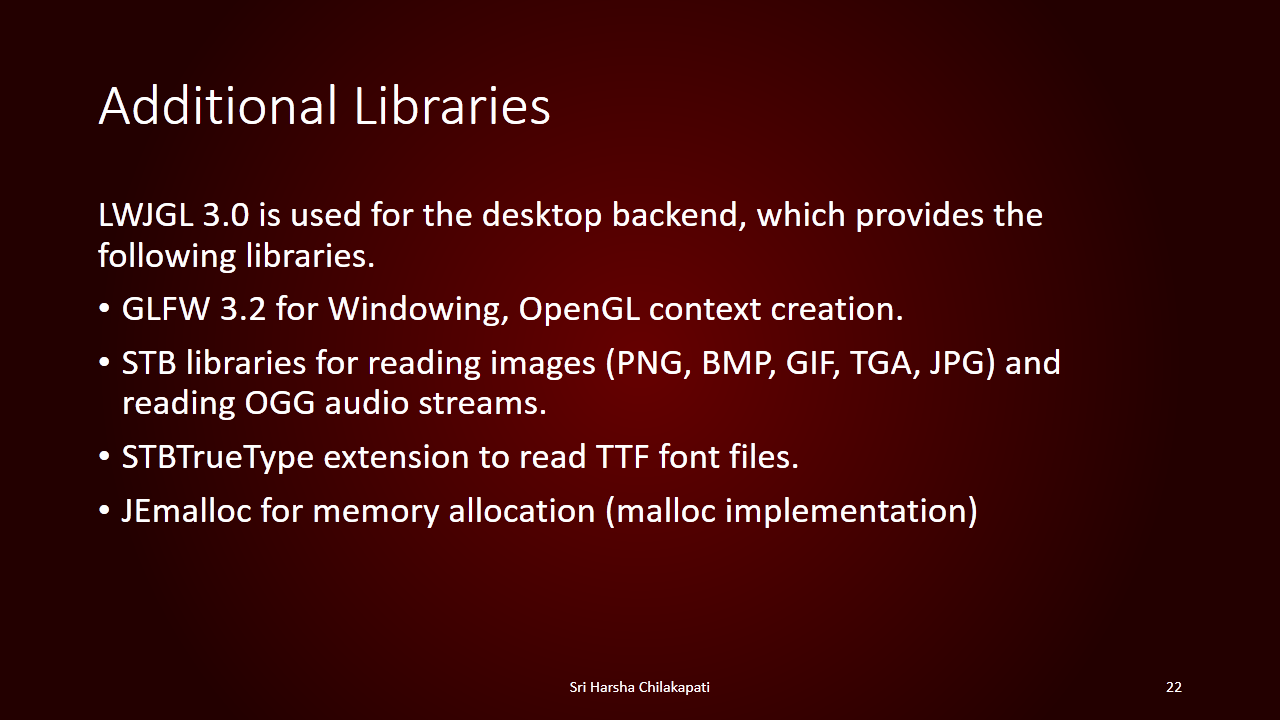 Additional Libraries
LWJGL 3.0 is used for the desktop backend, which provides the
following libraries.
• GLFW 3.2 for Windowing, OpenGL context creation.
• STB libraries for reading images (PNG, BMP, GIF, TGA, JPG) and
reading OGG audio streams.
• STBTrueType extension to read TTF font files.
• JEmalloc for memory allocation (malloc implementation)
Sri Harsha Chilakapati
22